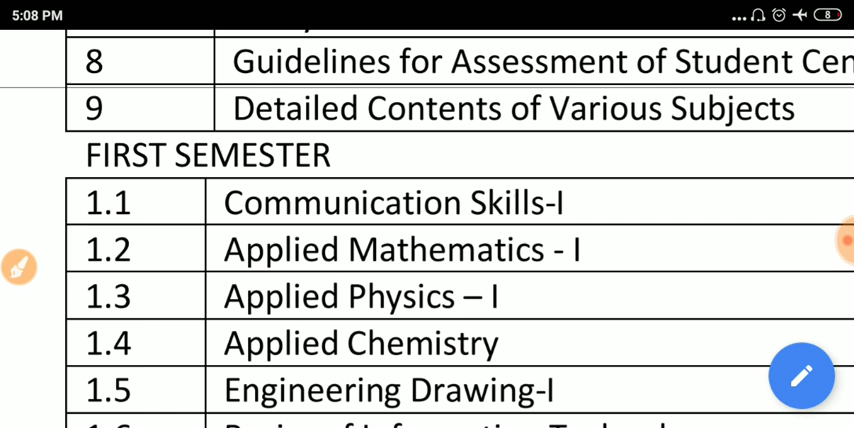 5:08 PM
8
8 Guidelines for Assessment of Student Cen
9 Detailed Contents of Various Subjects
FIRST SEMESTER
1.1 Communication Skills-I
1.2 Applied Mathematics - I
1.3 Applied Physics – I
1.4 Applied Chemistry
1.5 Engineering Drawing-I